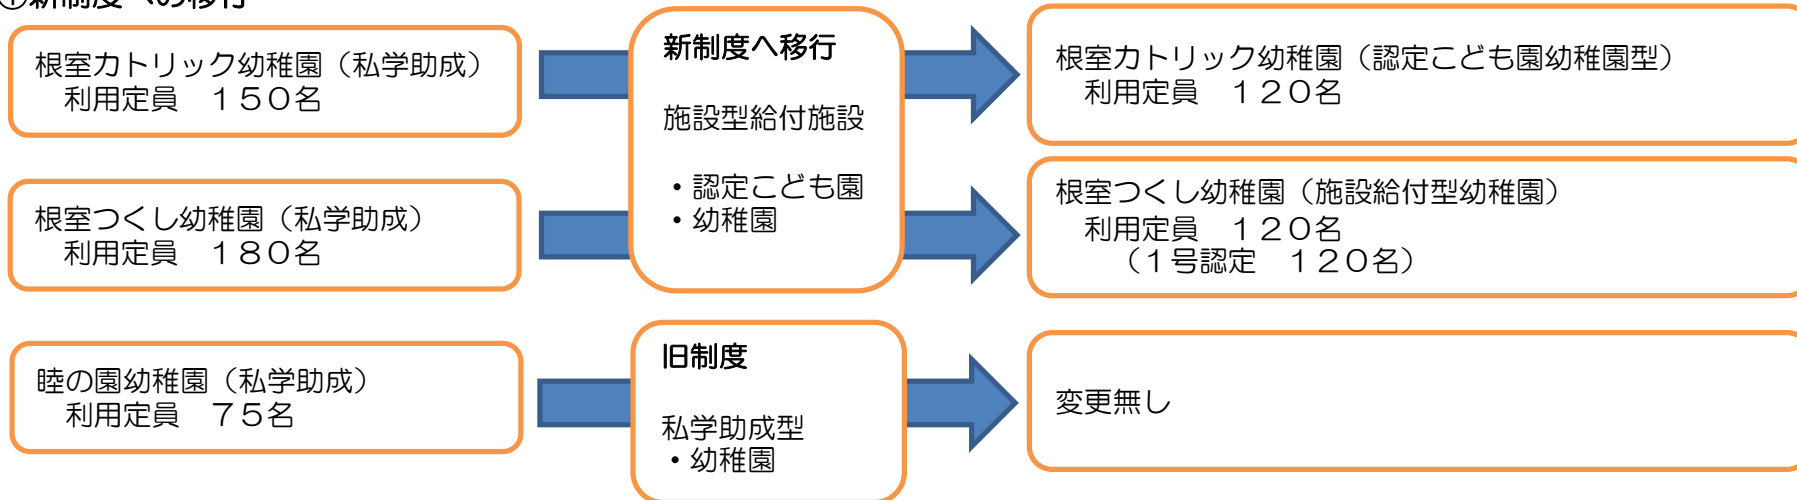 ①新制度への移行
根室カトリック幼稚園（私学助成）
利用定員　１５０名
新制度へ移行
施設型給付施設
・認定こども園
・幼稚園
根室カトリック幼稚園（認定こども園幼稚園型）
利用定員　１２０名
根室つくし幼稚園（私学助成）
利用定員　１８０名
根室つくし幼稚園（施設給付型幼稚園）
利用定員　１２０名
（１号認定　１２０名）
睦の園幼稚園（私学助成）
利用定員　７５名
旧制度
私学助成型
・幼稚園
変更無し